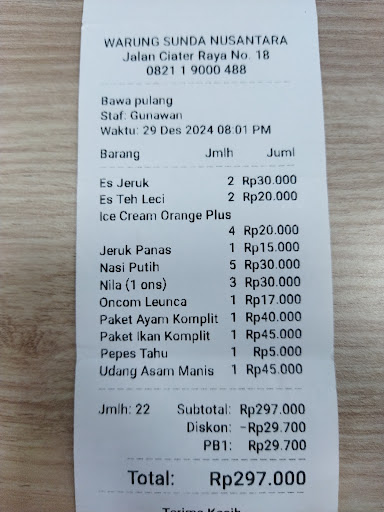 WARUNG SUNDA NUSANTARA
Jalan Ciater Raya No. 18
0821 1 9000 488
Bawa pulang
Staf: Gunawan
Waktu: 29 Des 2024 08:01 PM
Barang Jmlh Juml
Es Jeruk 2 Rp30.000
Es Teh Leci 2 Rp20.000
Ice Cream Orange Plus
4 Rp20.000
Jeruk Panas 1 Rp15.000
Nasi Putih 5 Rp30.000
Nila (1 ons) 3 Rp30.000
Oncom Leunca 1 Rp17.000
Paket Ayam Komplit 1 Rp40.000
Paket Ikan Komplit 1 Rp45.000
Pepes Tahu 1 Rp5.000
Udang Asam Manis 1 Rp45.000
Jmlh: 22 Subtotal: Rp297.000
Diskon: -Rp29.700
PB1: Rp29.700
Total: Rp297.000
Terima Kasih